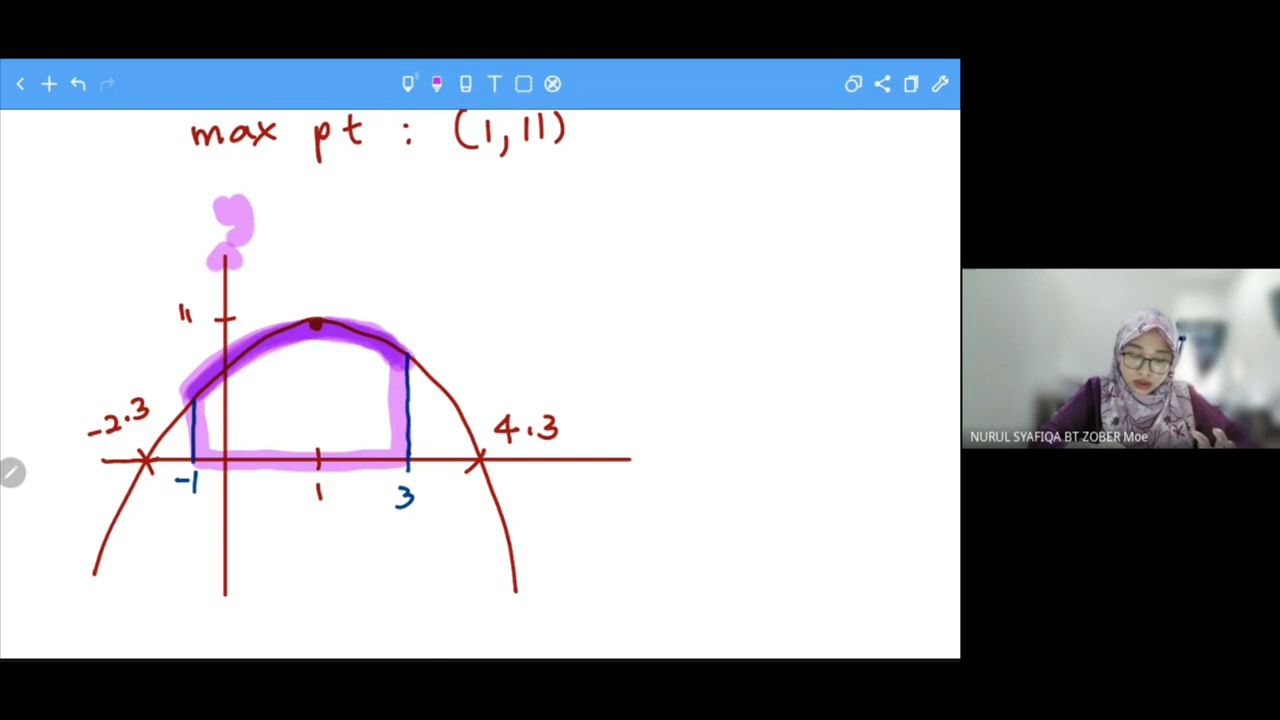 max pt : (1,11)
y
11
-2.3
4.3
-1
1
3
T
NURUL SYAFIQA BT ZOBER Moe